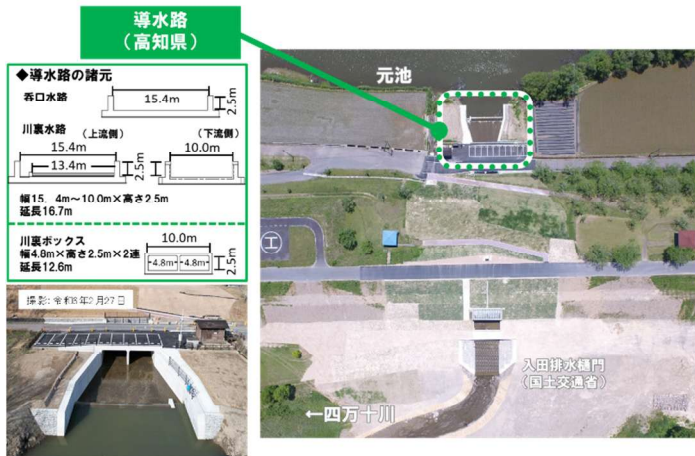 導水路
（高知県）
◆導水路の諸元
呑口水路
15.4m
2.5m
川裏水路
（上流側）
（下流側）
15.4m
13.4m
2.5m
10.0m
2.5m
幅15．4m～10.0m×高さ2.5m
延長16.7m
川裏ボックス
幅4.8m×高さ2.5m×2連
延長12.6m
10.0m
4.8m
4.8m
2.5m
撮影：令和8年2月27日
元池
H
入田排水樋門
（国土交通省）
←四万十川